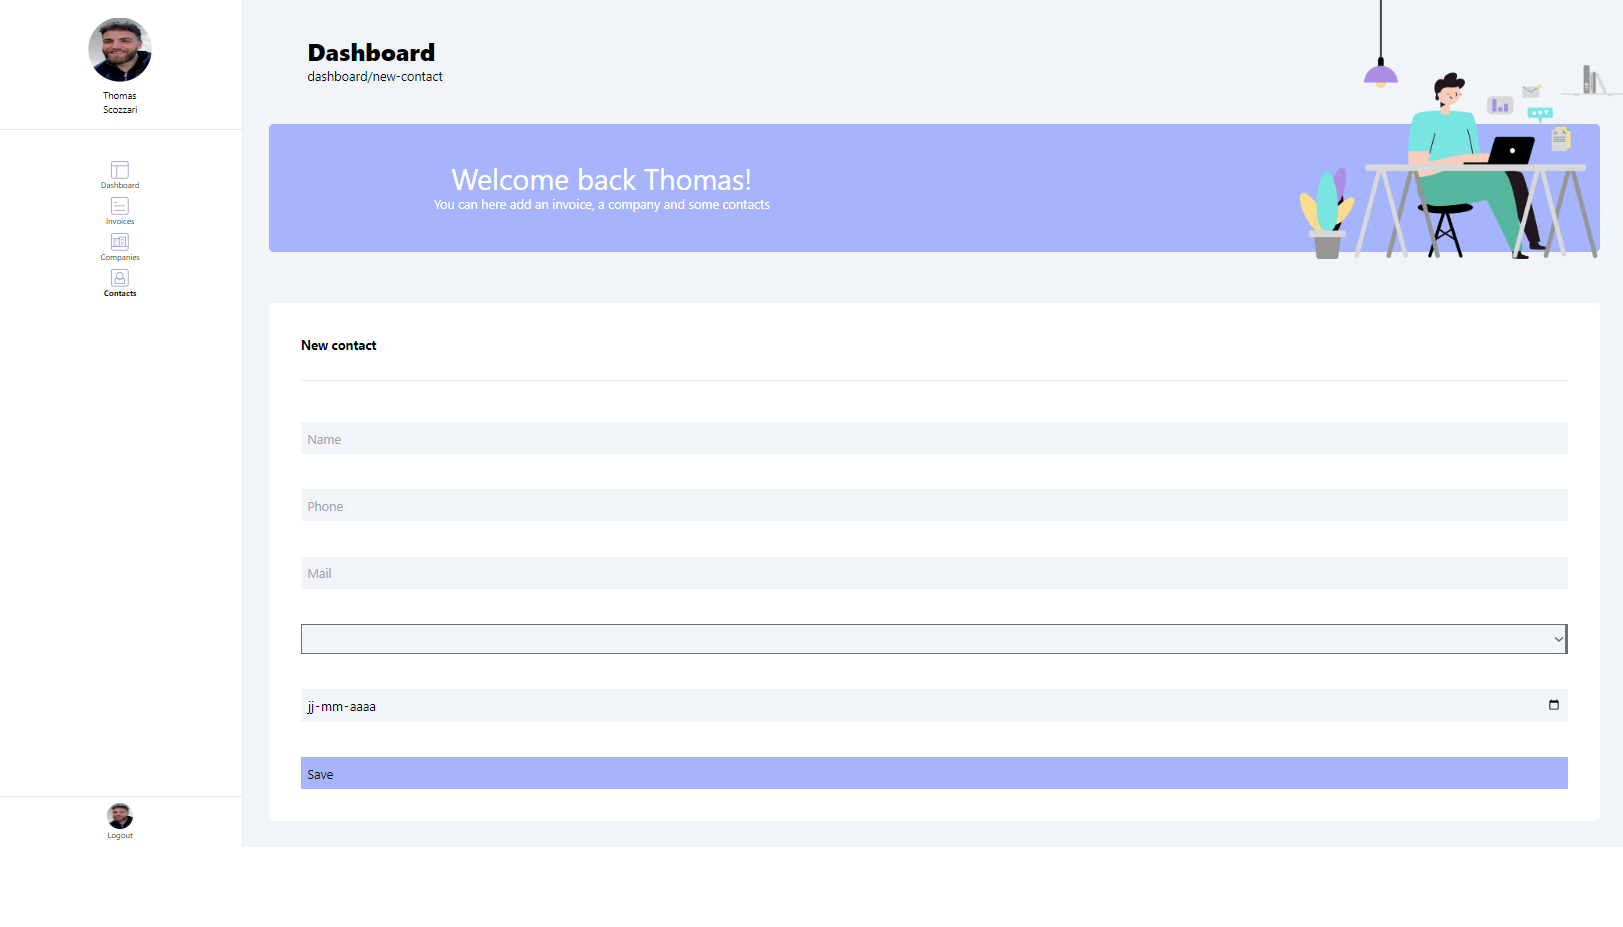 Thomas
Scozzari
Dashboard
Invoices
Companies
Contacts
Logout
Dashboard
dashboard/new-contact
Welcome back Thomas!
You can here add an invoice, a company and some contacts
New contact
Name
Phone
Mail
jj-mm-aaaa
Save